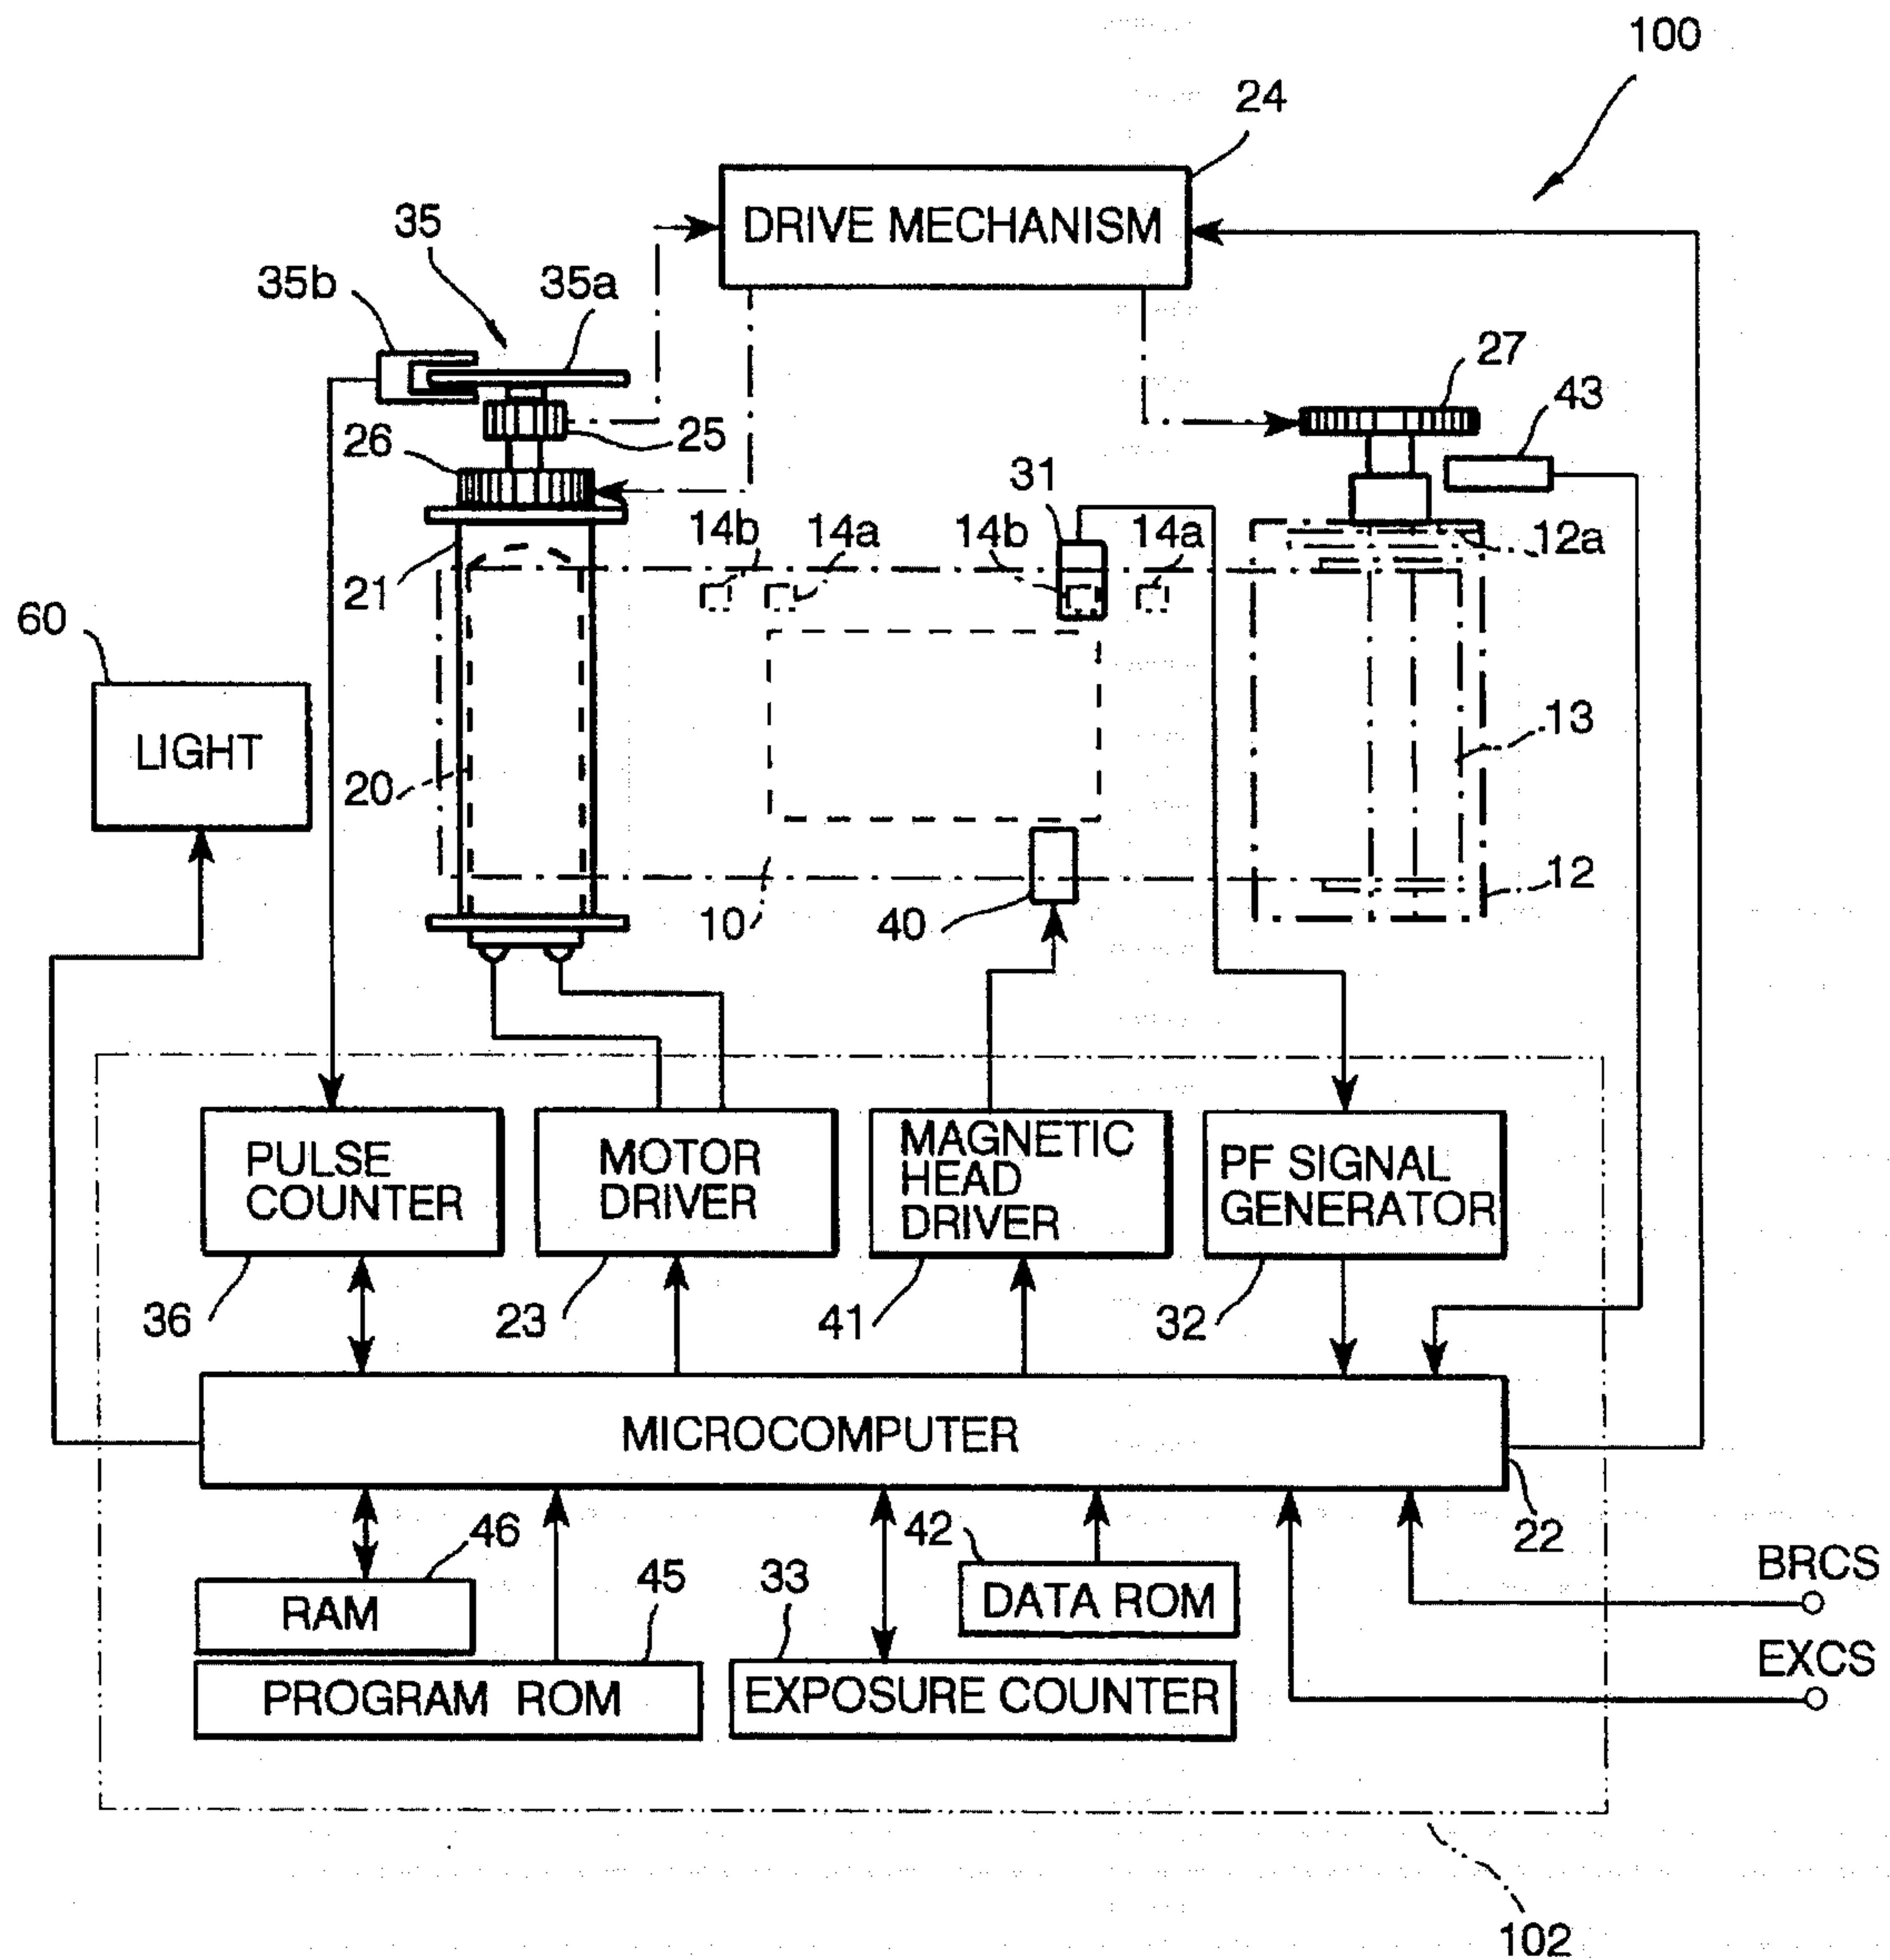 100
24
DRIVE MECHANISM
35
35b
35a
27
43
25
26
31
14b
14a
14b
14a
12a
21
60
LIGHT
13
20
12
10
40
PULSE
COUNTER
MOTOR
DRIVER
MAGNETIC
HEAD
DRIVER
PF SIGNAL
GENERATOR
36
23
41
32
MICROCOMPUTER
22
46
42
BRCS
RAM
45
33
DATA ROM
EXCS
PROGRAM ROM
EXPOSURE COUNTER
102